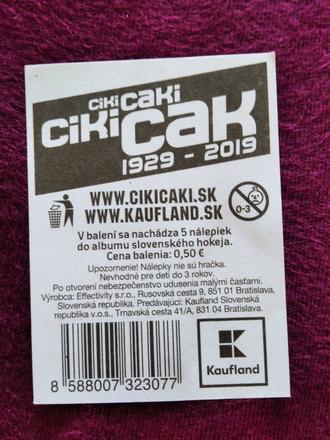 CIKI CAKI
CIKI CAK
1929 - 2019
WWW.CIKICAKI.SK
WWW.KAUFLAND.SK
0-3
V balení sa nachádza 5 nálepiek
do albumu slovenského hokeja.
Cena balenia: 0,50 €
Upozornenie! Nálepky nie sú hračka.
Nevhodné pre deti do 3 rokov.
Po otvorení nebezpečenstvo udusenia malými časťami.
Výrobca: Effectivity s.r.o., Rusovská cesta 9, 851 01 Bratislava,
Slovenská republika. Predávajúci: Kaufland Slovenská
republika v.o.s., Trnavská cesta 41/A, 831 04 Bratislava.
8 588007 323077
Kaufland